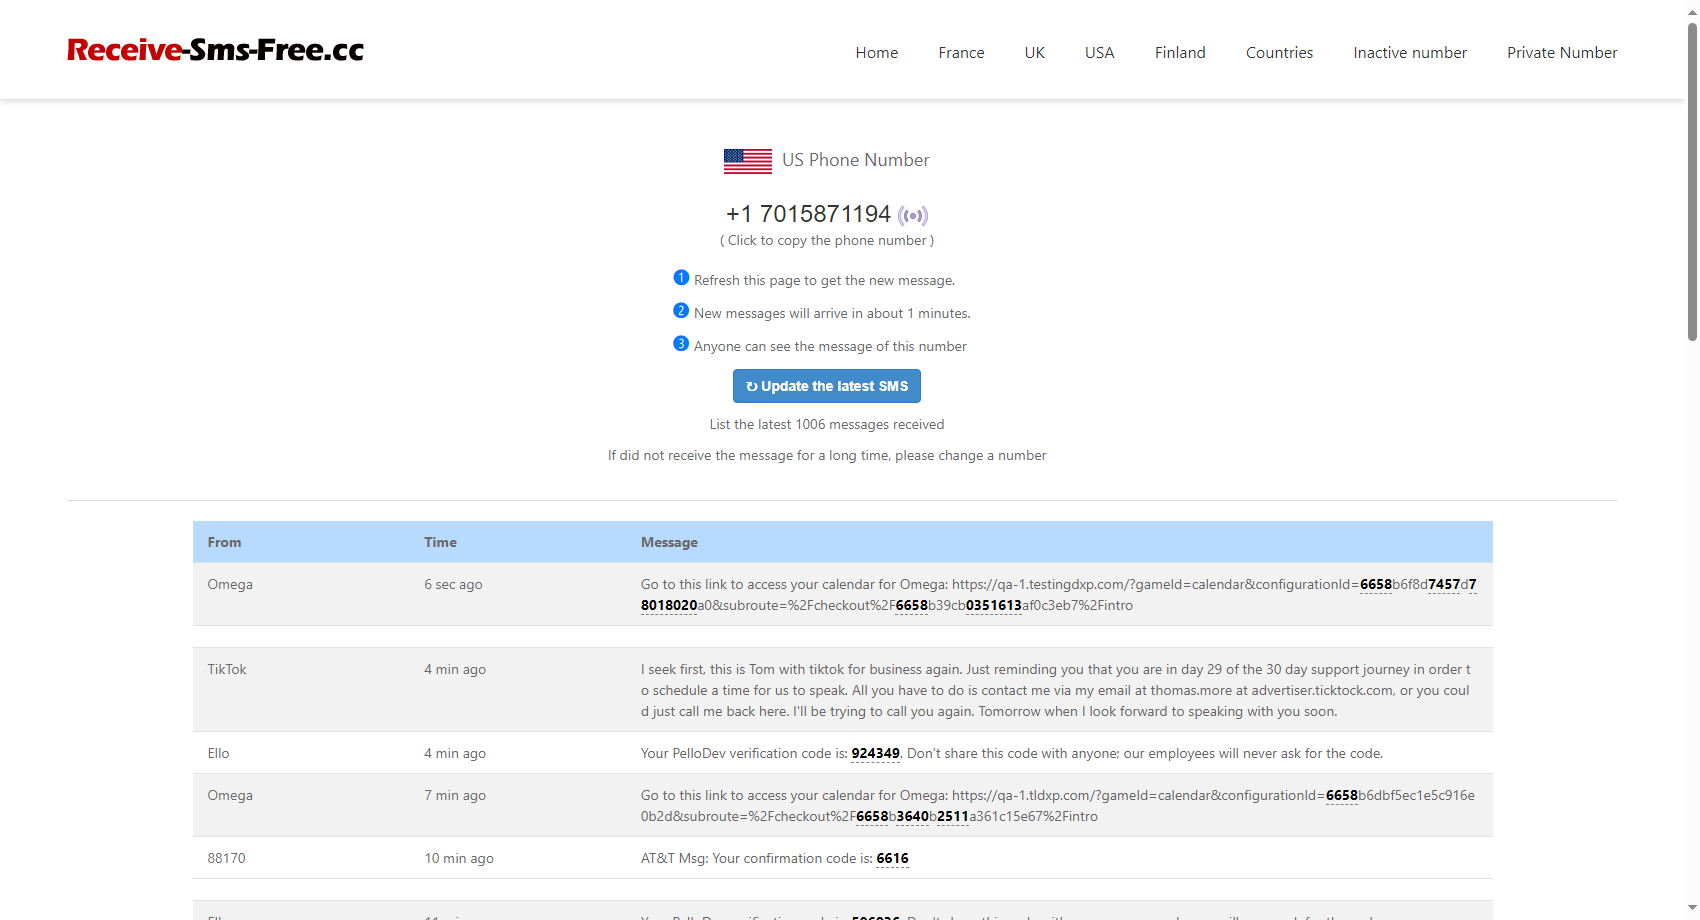 Receive-Sms-Free.cc
Home France UK USA Finland Countries Inactive number Private Number
US Phone Number
+1 7015871194
( Click to copy the phone number )
1 Refresh this page to get the new message.
2 New messages will arrive in about 1 minutes.
3 Anyone can see the message of this number
↻ Update the latest SMS
List the latest 1006 messages received
If did not receive the message for a long time, please change a number
From Time Message
Omega 6 sec ago Go to this link to access your calendar for Omega: https://qa-1.testingdxp.com/?gameId=calendar&configurationId=6658b6f8d7457d7
8018020a0&subroute=%2Fcheckout%2F6658b39cb0351613af0c3eb7%2Fintro
TikTok 4 min ago I seek first, this is Tom with tiktok for business again. Just reminding you that you are in day 29 of the 30 day support journey in order t
o schedule a time for us to speak. All you have to do is contact me via my email at thomas.more at advertiser.ticktock.com, or you coul
d just call me back here. I'll be trying to call you again. Tomorrow when I look forward to speaking with you soon.
Ello 4 min ago Your PelloDev verification code is: 924349. Don't share this code with anyone; our employees will never ask for the code.
Omega 7 min ago Go to this link to access your calendar for Omega: https://qa-1.tldxp.com/?gameId=calendar&configurationId=6658b6dbf5ec1e5c916e
0b2d&subroute=%2Fcheckout%2F6658b3640b2511a361c15e67%2Fintro
88170 10 min ago AT&T Msg: Your confirmation code is: 6616